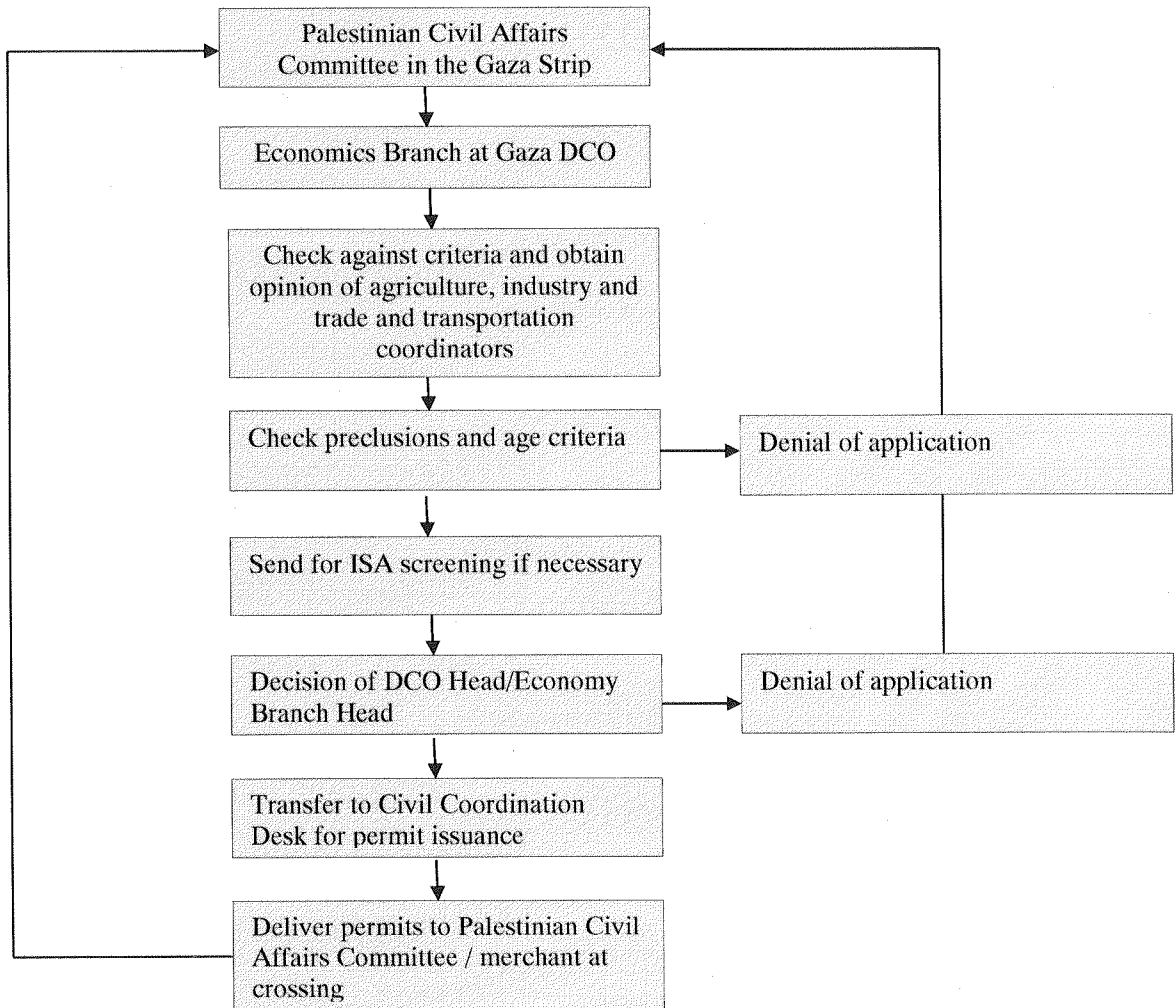 Palestinian Civil Affairs
Committee in the Gaza Strip
Economics Branch at Gaza DCO
Check against criteria and obtain
opinion of agriculture, industry and
trade and transportation
coordinators
Check preclusions and age criteria
Denial of application
Send for ISA screening if necessary
Decision of DCO Head/Economy
Branch Head
Denial of application
Transfer to Civil Coordination
Desk for permit issuance
Deliver permits to Palestinian Civil
Affairs Committee / merchant at
crossing